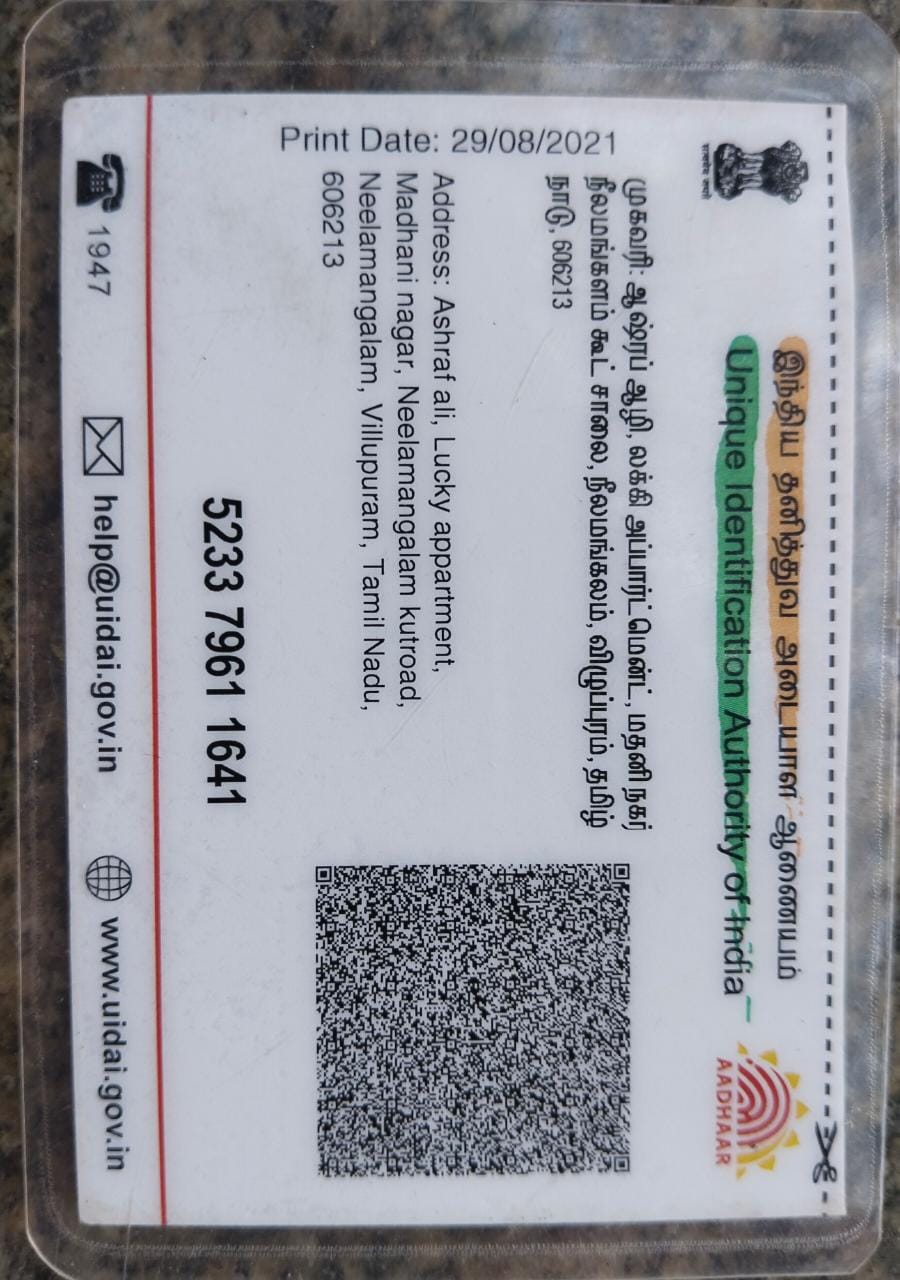 இந்திய தனித்துவ அடையாள ஆணையம்
Unique Identification Authority of India
AADHAAR
Print Date: 29/08/2021
முகவரி: ஆஷ்ரப் ஆழி, லக்கி அப்பார்ட்மென்ட், மதனி நகர்
நீலமங்களம் கூட் சாலை, நீலமங்கலம், விழுப்புரம், தமிழ்
நாடு, 606213
Address: Ashraf ali, Lucky appartment,
Madhani nagar, Neelamangalam kutroad,
Neelamangalam, Villupuram, Tamil Nadu,
606213
5233 7961 1641
1947
help@uidai.gov.in
www.uidai.gov.in